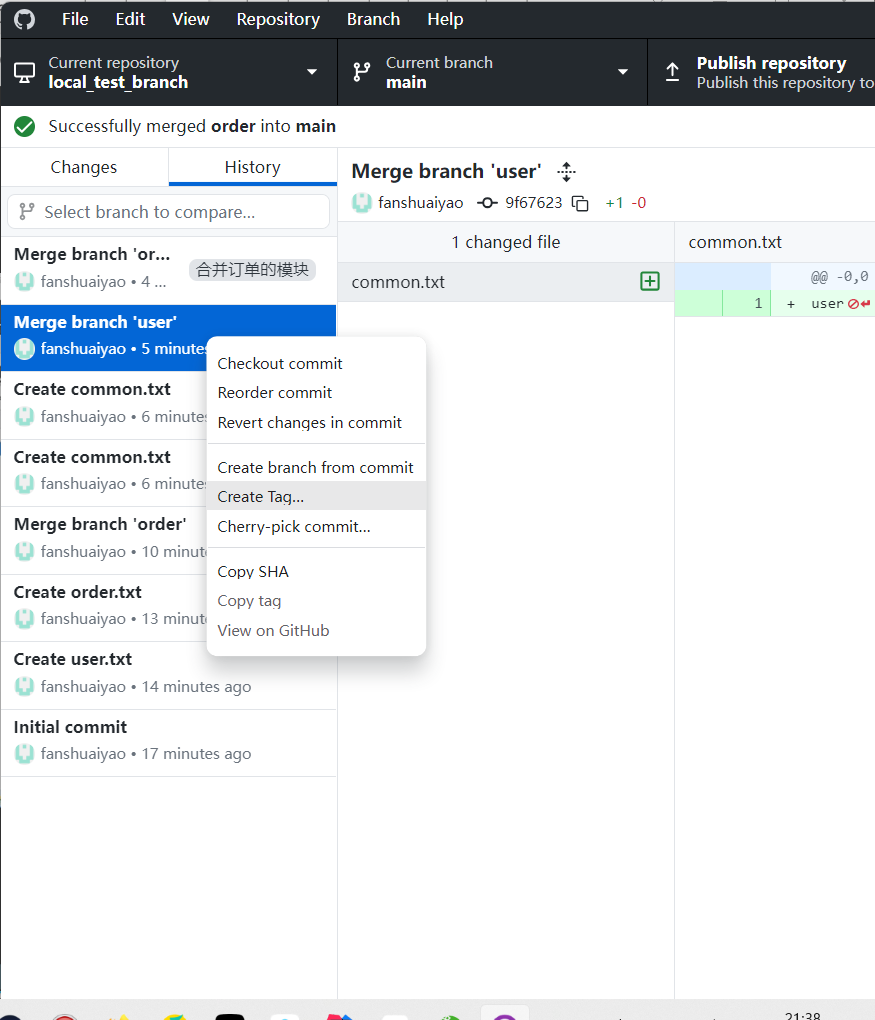 File Edit View Repository Branch Help
Current repository
local_test_branch
Current branch
main
Publish repository
Publish this repository to
Successfully merged order into main
Changes
History
Select branch to compare...
Merge branch 'or...
fanshuaiyao • 4 ...
合并订单的模块
Merge branch 'user'
fanshuaiyao • 5 minutes
Create common.txt
fanshuaiyao • 6 minutes
Create common.txt
fanshuaiyao • 6 minutes
Merge branch 'order'
fanshuaiyao • 10 minut
Create order.txt
fanshuaiyao • 13 minut
Create user.txt
fanshuaiyao • 14 minutes ago
Initial commit
fanshuaiyao • 17 minutes ago
Checkout commit
Reorder commit
Revert changes in commit
Create branch from commit
Create Tag...
Cherry-pick commit...
Copy SHA
Copy tag
View on GitHub
Merge branch 'user'
fanshuaiyao 9f67623 +1 -0
1 changed file
common.txt
common.txt
@@ -0,0
1 + user
21:38